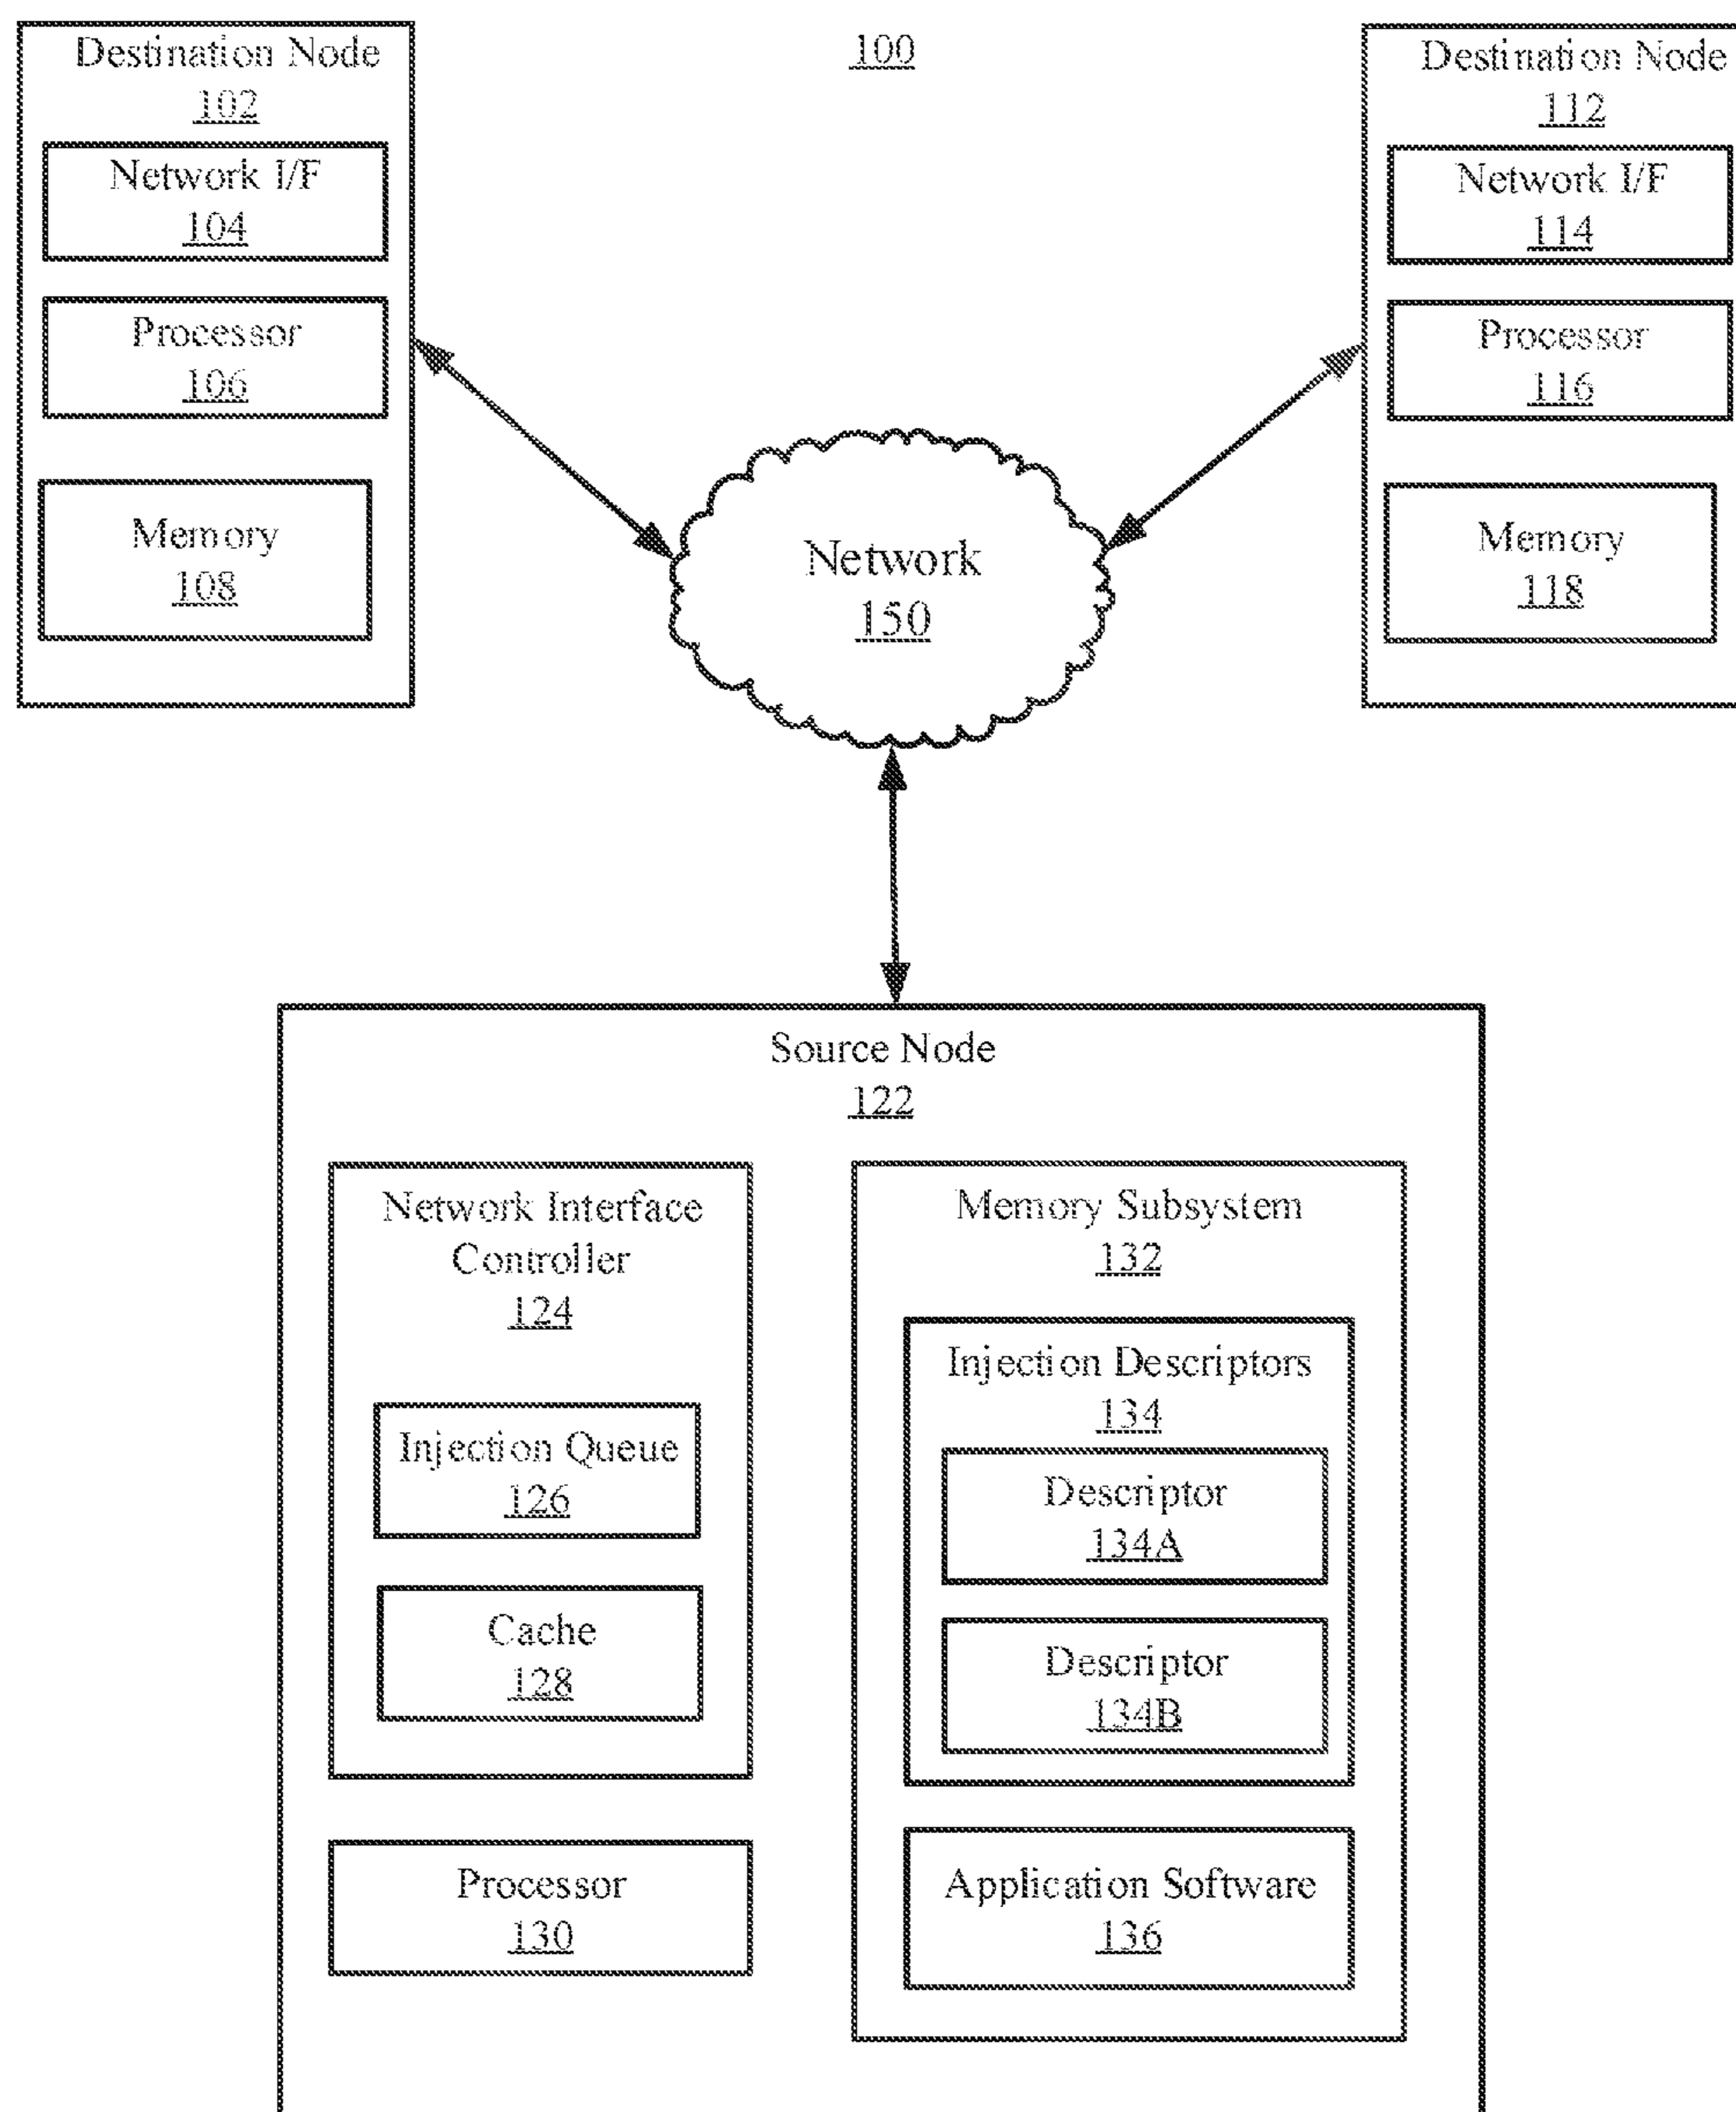 100
Destination Node
102
Network I/F
104
Processor
106
Memory
108
Destination Node
112
Network I/F
114
Processor
116
Memory
118
Network
150
Source Node
122
Network Interface
Controller
124
Injection Queue
126
Cache
128
Processor
130
Memory Subsystem
132
Injection Descriptors
134
Descriptor
134A
Descriptor
134B
Application Software
136